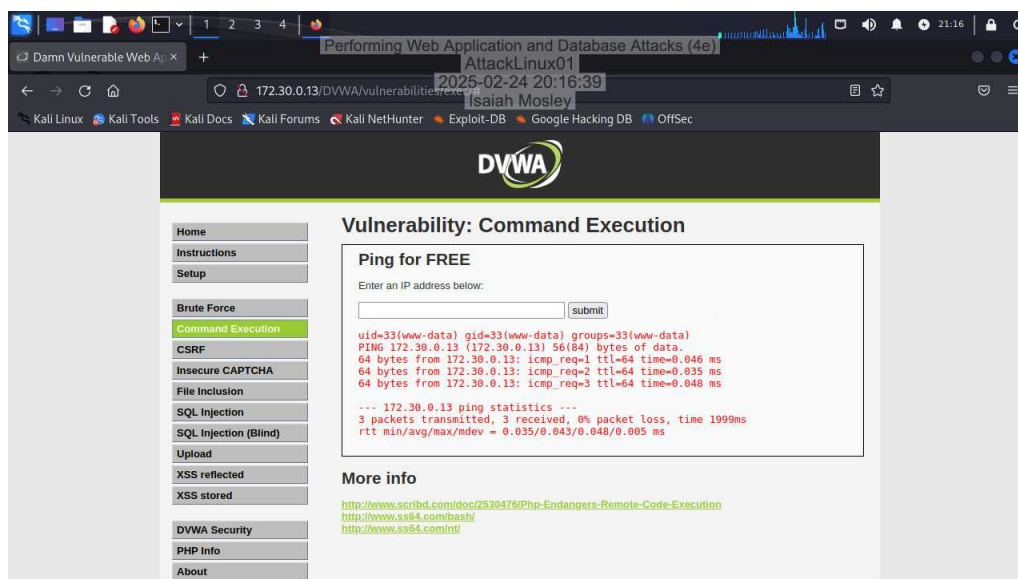 1 2 3 4
21:16
Damn Vulnerable Web Ap
Performing Web Application and Database Attacks (4e)
AttackLinux01
2025-02-24 20:16:39
Isaiah Mosley
172.30.0.13/DVWA/vulnerabilities/exec/#
Kali Linux Kali Tools Kali Docs Kali Forums Kali NetHunter Exploit-DB Google Hacking DB OffSec
DVWA
Home
Instructions
Setup
Brute Force
Command Execution
CSRF
Insecure CAPTCHA
File Inclusion
SQL Injection
SQL Injection (Blind)
Upload
XSS reflected
XSS stored
DVWA Security
PHP Info
About
Vulnerability: Command Execution
Ping for FREE
Enter an IP address below:
submit
uid=33(www-data) gid=33(www-data) groups=33(www-data)
PING 172.30.0.13 (172.30.0.13) 56(84) bytes of data.
64 bytes from 172.30.0.13: icmp_req=1 ttl=64 time=0.046 ms
64 bytes from 172.30.0.13: icmp_req=2 ttl=64 time=0.035 ms
64 bytes from 172.30.0.13: icmp_req=3 ttl=64 time=0.048 ms
--- 172.30.0.13 ping statistics ---
3 packets transmitted, 3 received, 0% packet loss, time 1999ms
rtt min/avg/max/mdev = 0.035/0.043/0.048/0.005 ms
More info
http://www.scribd.com/doc/2530476/Php-Endangers-Remote-Code-Execution
http://www.ss64.com/bash/
http://www.ss64.com/nt/